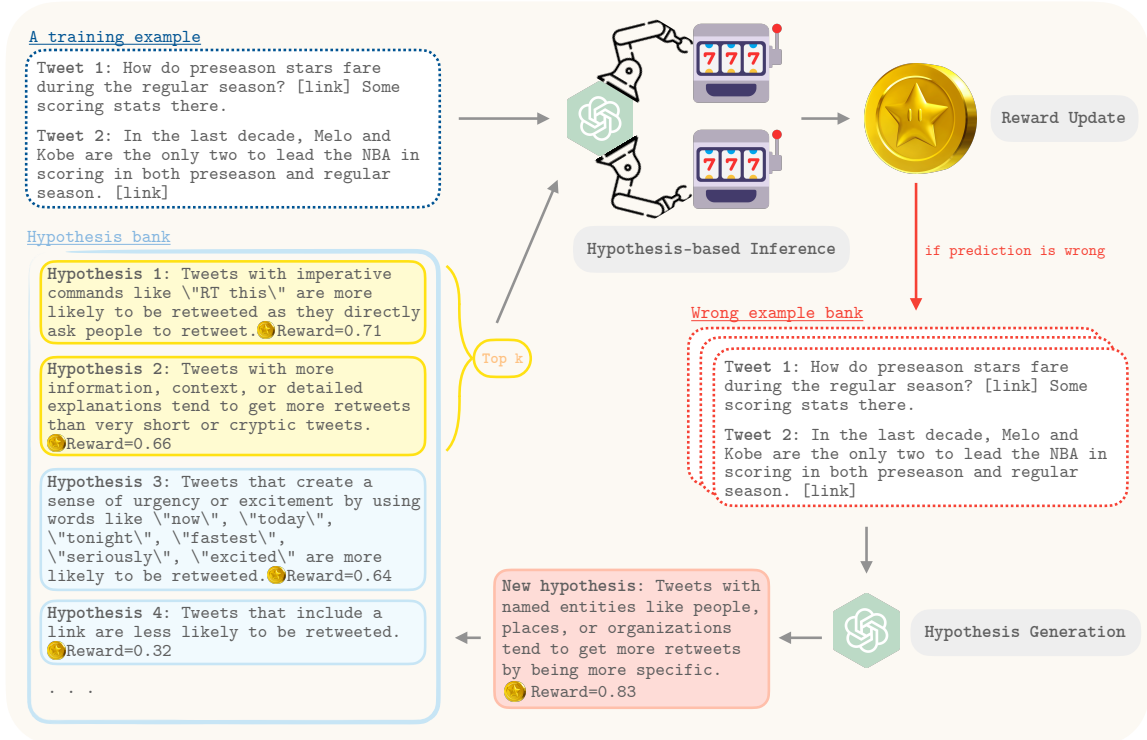 A training example
Tweet 1: How do preseason stars fare
during the regular season? [link] Some
scoring stats there.
Tweet 2: In the last decade, Melo and
Kobe are the only two to lead the NBA in
scoring in both preseason and regular
season. [link]
777
777
Hypothesis-based Inference
Reward Update
if prediction is wrong
Hypothesis bank
Hypothesis 1: Tweets with imperative
commands like \"RT this\" are more
likely to be retweeted as they directly
ask people to retweet. Reward=0.71
Hypothesis 2: Tweets with more
information, context, or detailed
explanations tend to get more retweets
than very short or cryptic tweets.
Reward=0.66
Hypothesis 3: Tweets that create a
sense of urgency or excitement by using
words like \"now\", \"today\",
\"tonight\", \"fastest\",
\"seriously\", \"excited\" are more
likely to be retweeted. Reward=0.64
Hypothesis 4: Tweets that include a
link are less likely to be retweeted.
Reward=0.32
. . .
Top k
Wrong example bank
Tweet 1: How do preseason stars fare
during the regular season? [link] Some
scoring stats there.
Tweet 2: In the last decade, Melo and
Kobe are the only two to lead the NBA in
scoring in both preseason and regular
season. [link]
Hypothesis Generation
New hypothesis: Tweets with
named entities like people,
places, or organizations
tend to get more retweets
by being more specific.
Reward=0.83